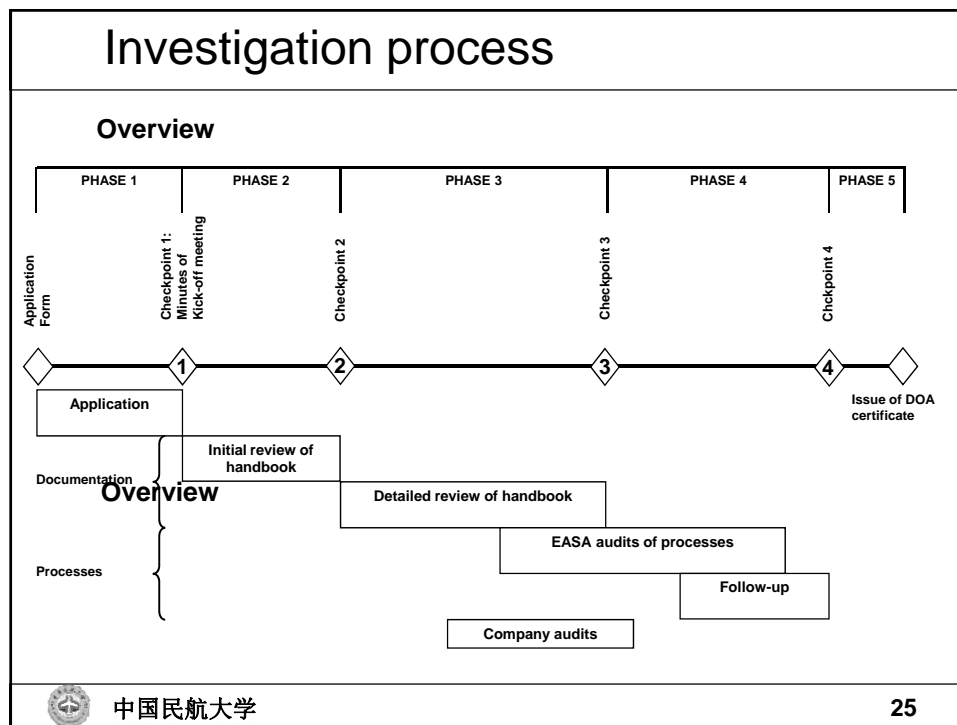 Investigation process
Overview
PHASE 1
PHASE 2
PHASE 3
PHASE 4
PHASE 5
Application
Form
Checkpoint 1:
Minutes of
Kick-off meeting
Checkpoint 2
Checkpoint 3
Chckpoint 4
1
2
3
4
Issue of DOA
certificate
Application
Initial review of
handbook
Documentation
Overview
Detailed review of handbook
EASA audits of processes
Processes
Follow-up
Company audits
中国民航大学
25